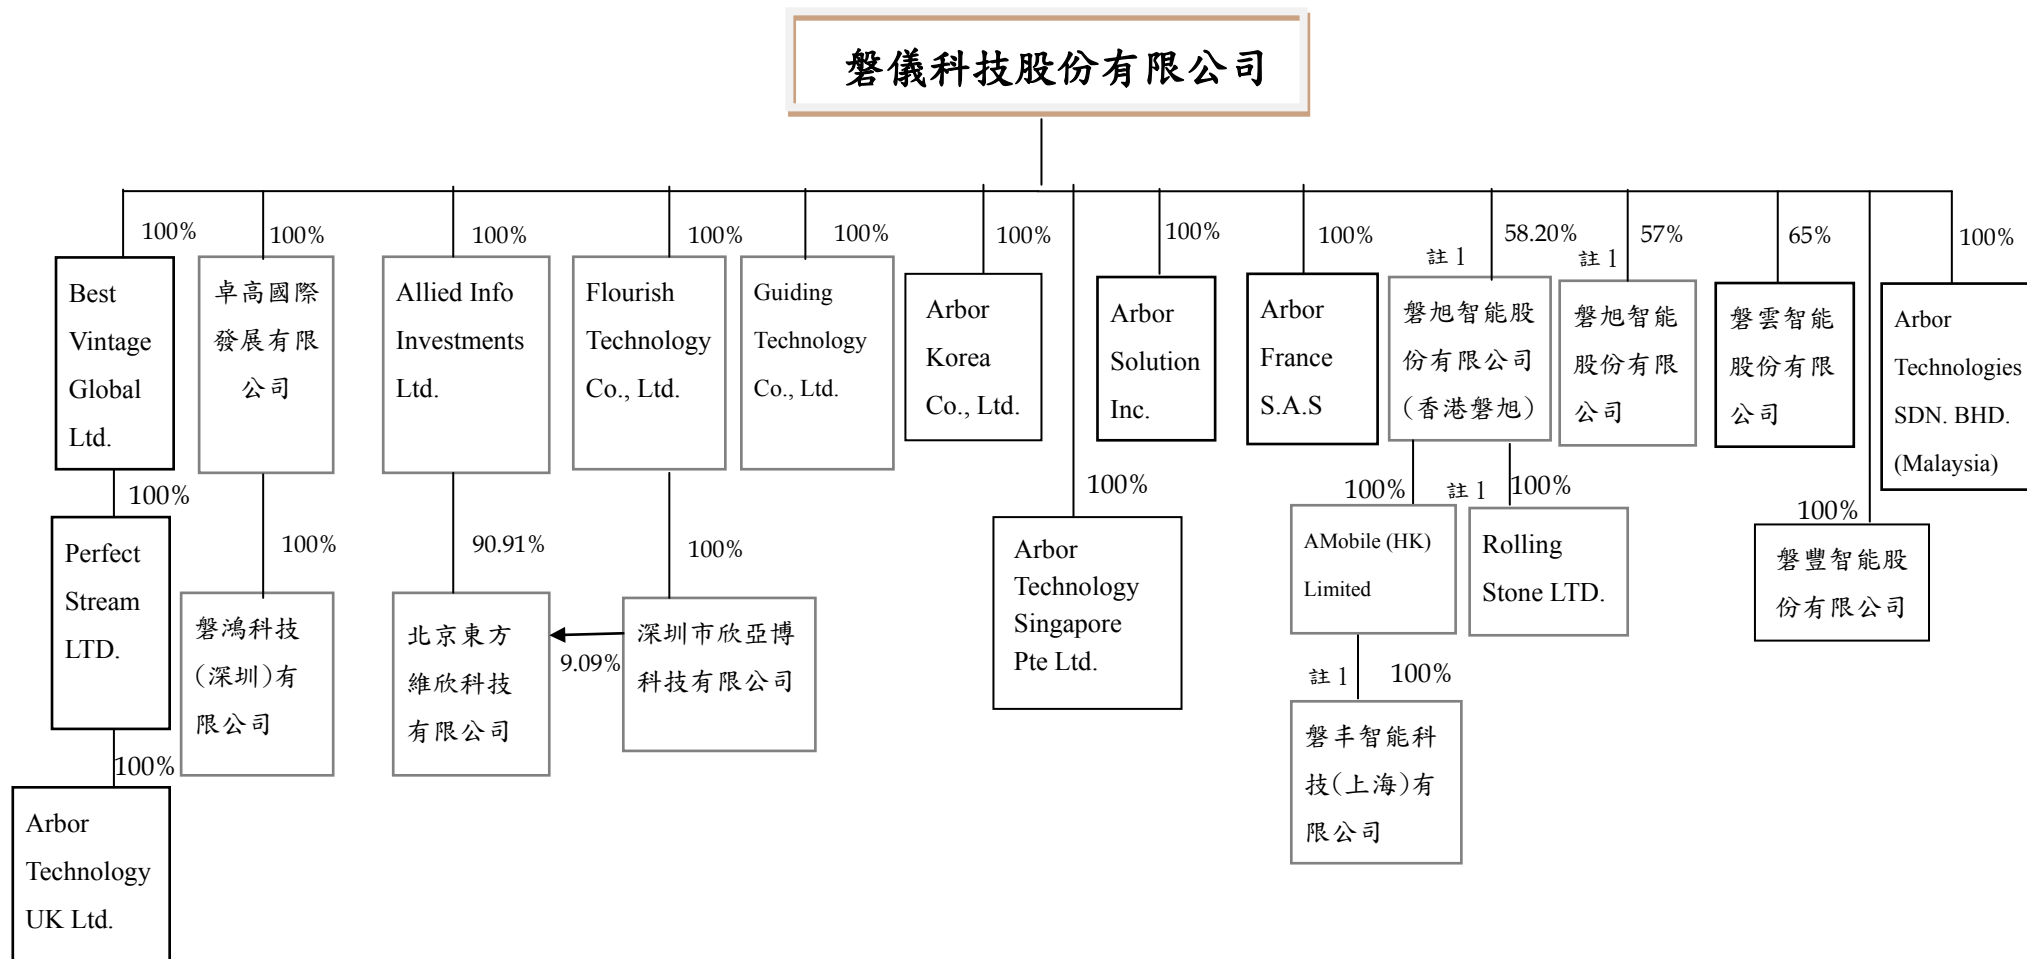 磐儀科技股份有限公司
100%
100%
100%
100%
100%
100%
100%
100%
58.20%
57%
65%
100%
註 1
註 1
Best
Vintage
Global
Ltd.
卓高國際
發展有限
公司
Allied Info
Investments
Ltd.
Flourish
Technology
Co., Ltd.
Guiding
Technology
Co., Ltd.
Arbor
Korea
Co., Ltd.
Arbor
Solution
Inc.
Arbor
France
S.A.S
磐旭智能股
份有限公司
(香港磐旭)
磐旭智能
股份有限
公司
磐雲智能
股份有限
公司
Arbor
Technologies
SDN. BHD.
(Malaysia)
100%
100%
90.91%
100%
100%
100%
註 1
100%
100%
Perfect
Stream
LTD.
磐鴻科技
(深圳)有
限公司
北京東方
維欣科技
有限公司
9.09%
深圳市欣亞博
科技有限公司
Arbor
Technology
Singapore
Pte Ltd.
AMobile (HK)
Limited
Rolling
Stone LTD.
磐豐智能股
份有限公司
100%
註 1
100%
Arbor
Technology
UK Ltd.
磐丰智能科
技(上海)有
限公司